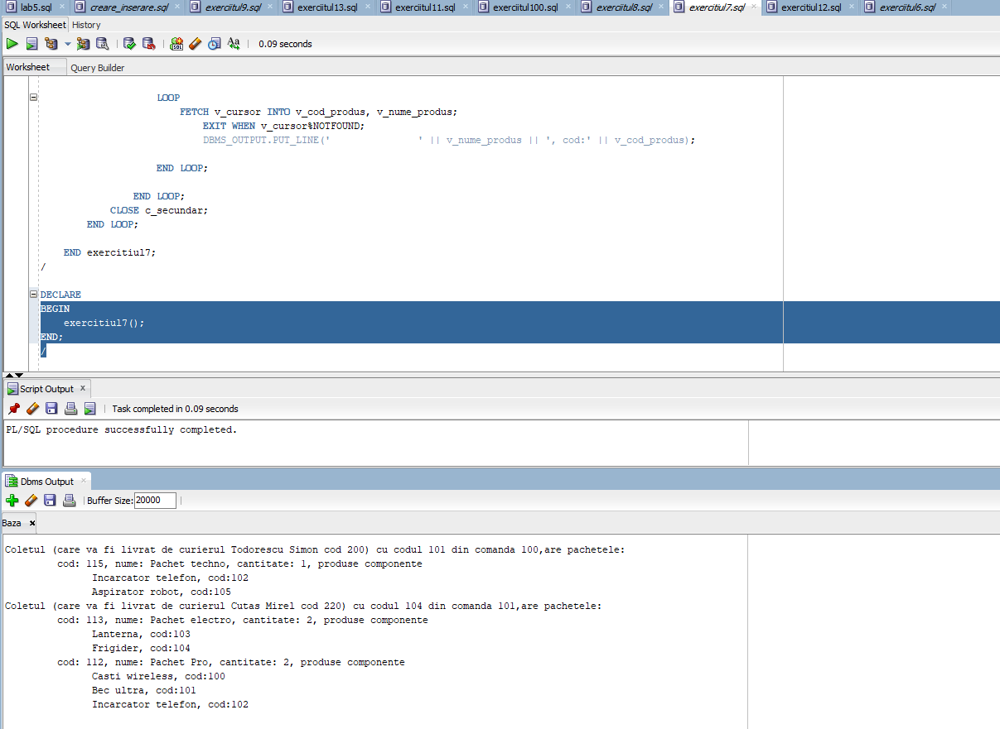 lab5.sql creare_inserare.sql exerciitul9.sql exerciitul13.sql exerciitul11.sql exerciitul100.sql exerciitul8.sql exercitiul7.sql exercitiul12.sql exercitiul6.sql
SQL Worksheet History
0.09 seconds
Worksheet Query Builder
LOOP
FETCH v_cursor INTO v_cod_produs, v_nume_produs;
EXIT WHEN v_cursor%NOTFOUND;
DBMS_OUTPUT.PUT_LINE('               ' || v_nume_produs || ', cod:' || v_cod_produs);
END LOOP;
END LOOP;
CLOSE c_secundar;
END LOOP;
END exercitiul7;
/
DECLARE
BEGIN
exercitiul7();
END;
/
Script Output
Task completed in 0.09 seconds
PL/SQL procedure successfully completed.
Dbms Output
Buffer Size: 20000
Baza
Coletul (care va fi livrat de curierul Todorescu Simon cod 200) cu codul 101 din comanda 100,are pachetele:
cod: 115, nume: Pachet techno, cantitate: 1, produse componente
Incarcator telefon, cod:102
Aspirator robot, cod:105
Coletul (care va fi livrat de curierul Cutas Mirel cod 220) cu codul 104 din comanda 101,are pachetele:
cod: 113, nume: Pachet electro, cantitate: 2, produse componente
Lanterna, cod:103
Frigider, cod:104
cod: 112, nume: Pachet Pro, cantitate: 2, produse componente
Casti wireless, cod:100
Bec ultra, cod:101
Incarcator telefon, cod:102